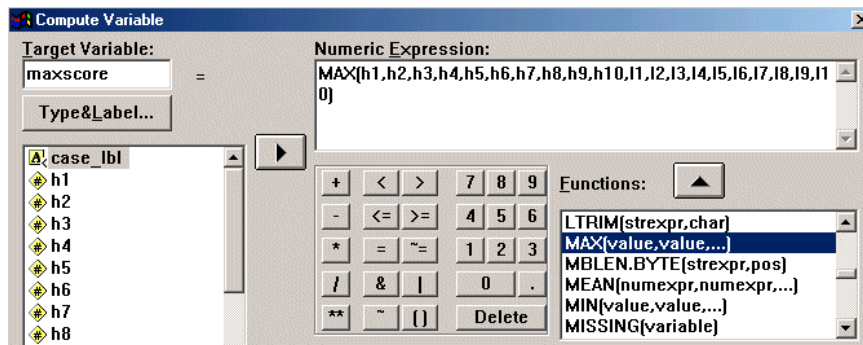 Compute Variable
Target Variable:
maxscore
=
Type&Label...
case_lbl
h1
h2
h3
h4
h5
h6
h7
h8
Numeric Expression:
MAX(h1,h2,h3,h4,h5,h6,h7,h8,h9,h10,l1,l2,l3,l4,l5,l6,l7,l8,l9,l1
0)
+ < > 7 8 9
- <= >= 4 5 6
* = ~= 1 2 3
/ & | 0 .
** ~ () Delete
Functions:
LTRIM(strexpr,char)
MAX(value,value,...)
MBLEN.BYTE(strexpr,pos)
MEAN(numexpr,numexpr,...)
MIN(value,value,...)
MISSING(variable)